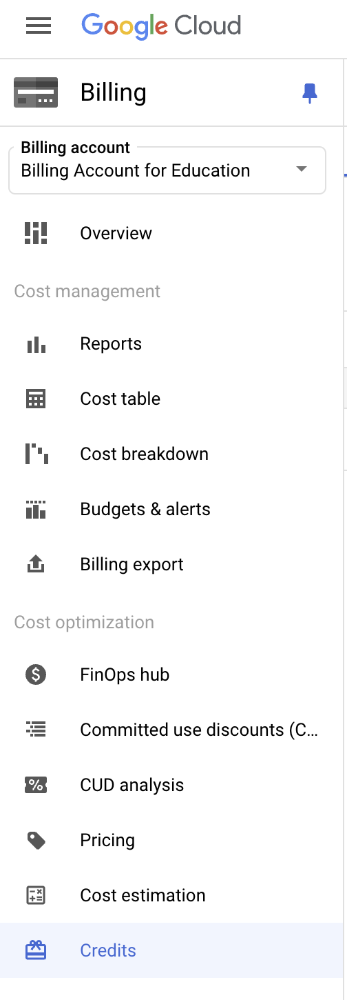 Google Cloud
Billing
Billing account
Billing Account for Education
Overview
Cost management
Reports
Cost table
Cost breakdown
Budgets & alerts
Billing export
Cost optimization
FinOps hub
Committed use discounts (C...
CUD analysis
Pricing
Cost estimation
Credits